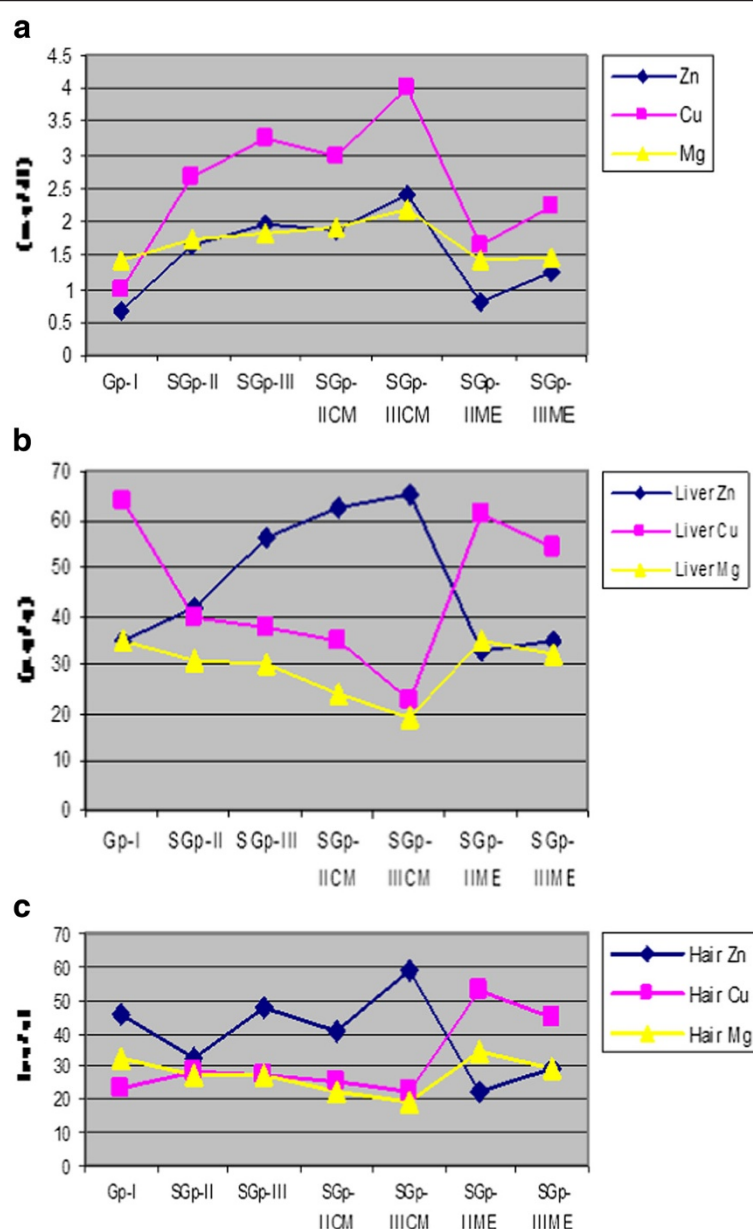 a
4.5
4
3.5
3
2.5
2
1.5
1
0.5
0
Gp-I SGp-II SGp-III SGp-IICM SGp-IIICM SGp-IIME SGp-IIIME
Zn
Cu
Mg
b
70
60
50
40
30
20
10
0
Gp-I SGp-II SGp-III SGp-IICM SGp-IIICM SGp-IIME SGp-IIIME
Liver Zn
Liver Cu
Liver Mg
c
70
60
50
40
30
20
10
0
Gp-I SGp-II SGp-III SGp-IICM SGp-IIICM SGp-IIME SGp-IIIME
Hair Zn
Hair Cu
Hair Mg